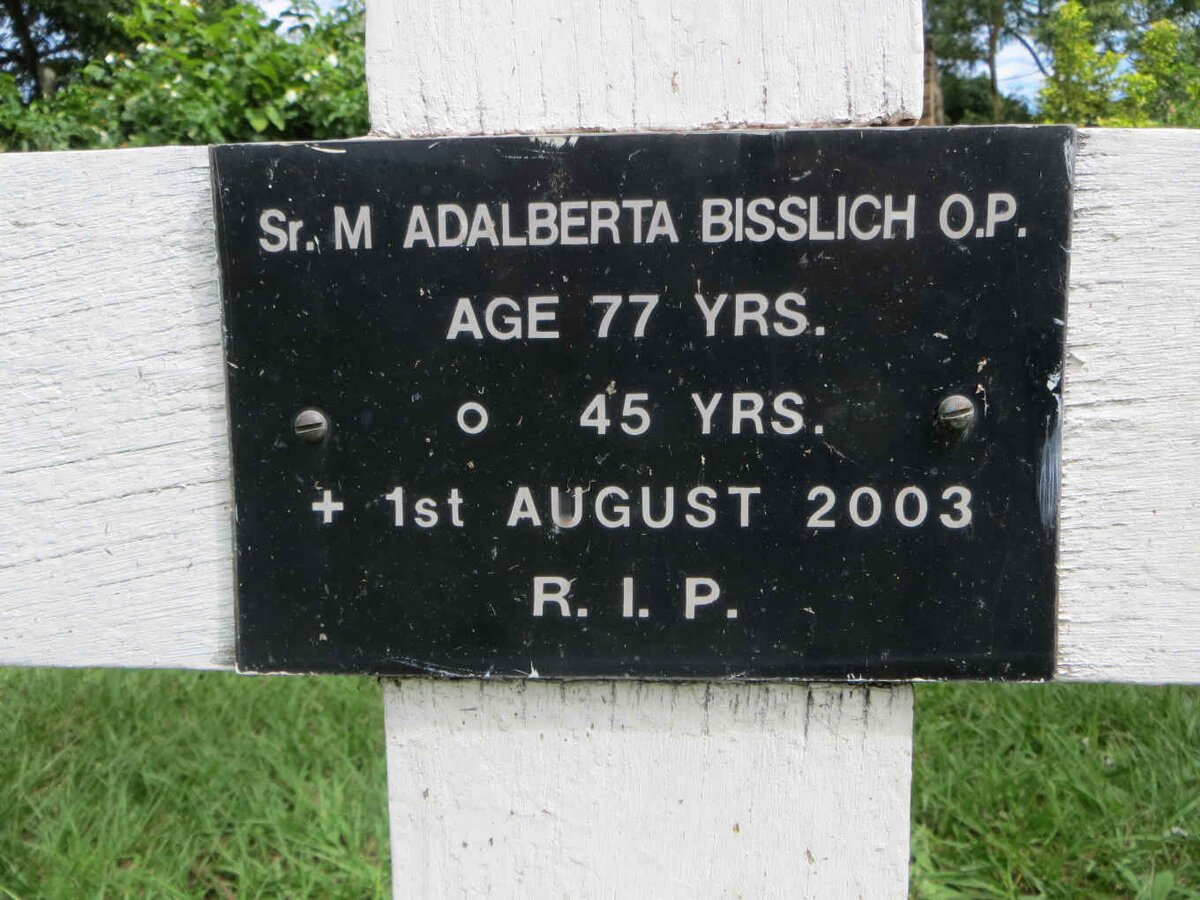 Sr. M ADALBERTA BISSLICH O.P.
AGE 77 YRS.
O 45 YRS.
+ 1st AUGUST 2003
R. I. P.